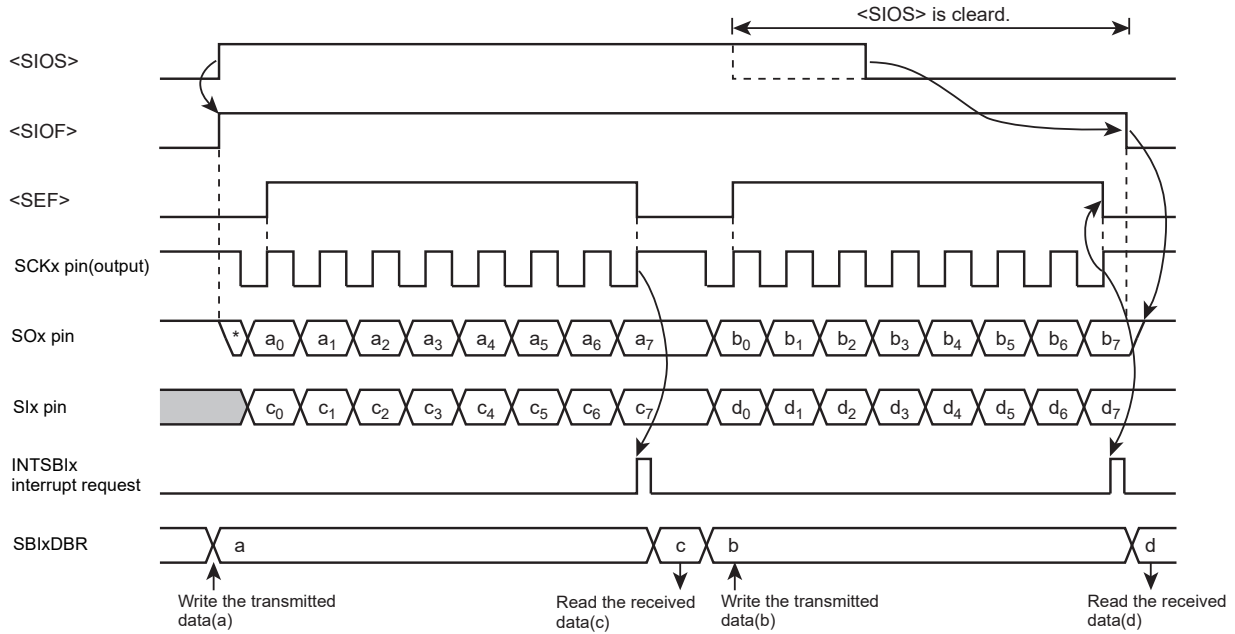 <SIOS> is cleard.
<SIOS>
<SIOF>
<SEF>
SCKx pin(output)
SOx pin
* a0 a1 a2 a3 a4 a5 a6 a7 b0 b1 b2 b3 b4 b5 b6 b7
SIx pin
c0 c1 c2 c3 c4 c5 c6 c7 d0 d1 d2 d3 d4 d5 d6 d7
INTSBIx
interrupt request
SBIxDBR
a c b d
Write the transmitted
data(a)
Read the received
data(c)
Write the transmitted
data(b)
Read the received
data(d)